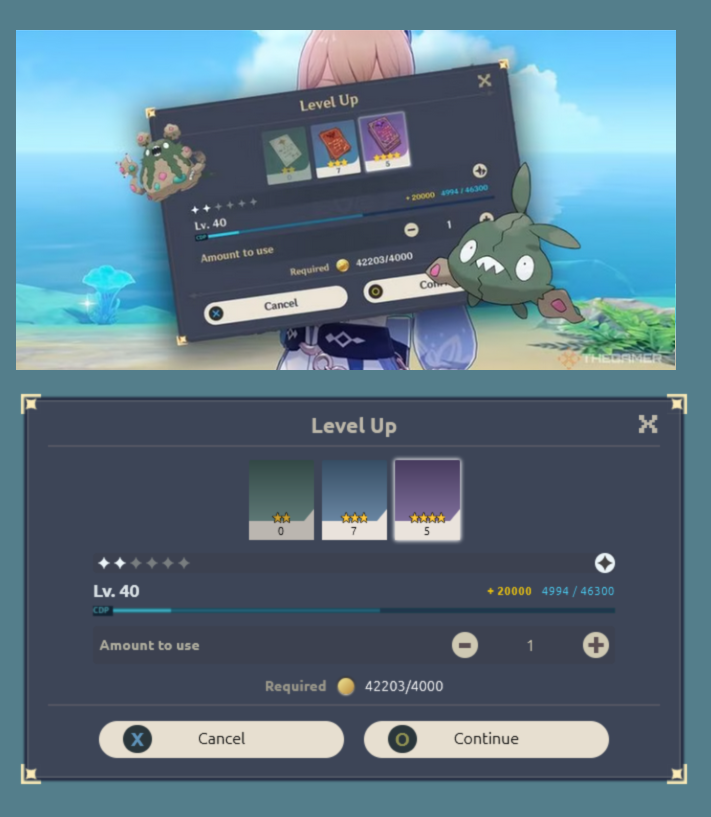 Level Up
0
7
5
Lv. 40
+ 20000 4994 / 46300
CDP
Amount to use
1
Required 42203/4000
X Cancel
O Con
THEGAMER
Level Up
0
7
5
Lv. 40
+ 20000 4994 / 46300
CDP
Amount to use
1
Required 42203/4000
X Cancel
O Continue